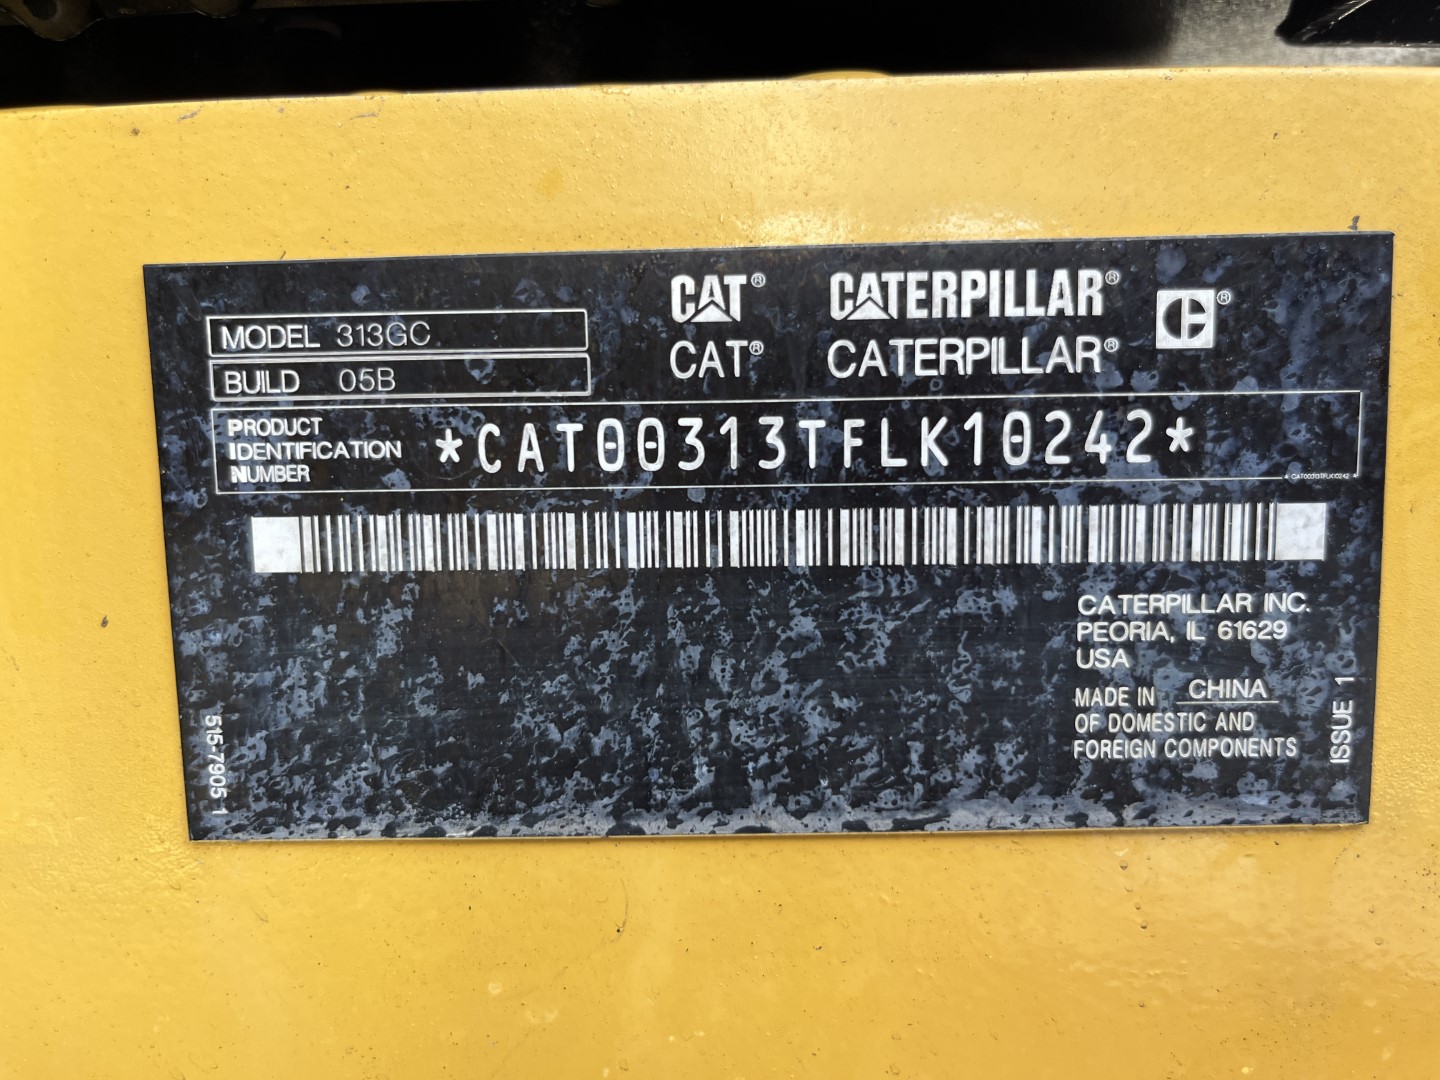 CAT® CATERPILLAR® C®
MODEL 313GC
CAT® CATERPILLAR®
BUILD 05B
PRODUCT
IDENTIFICATION
NUMBER
*CAT00313TFLK10242*
* CAT00313TFLK10242 *
CATERPILLAR INC.
PEORIA, IL 61629
USA
MADE IN CHINA
OF DOMESTIC AND
FOREIGN COMPONENTS
515-7905 1
ISSUE 1